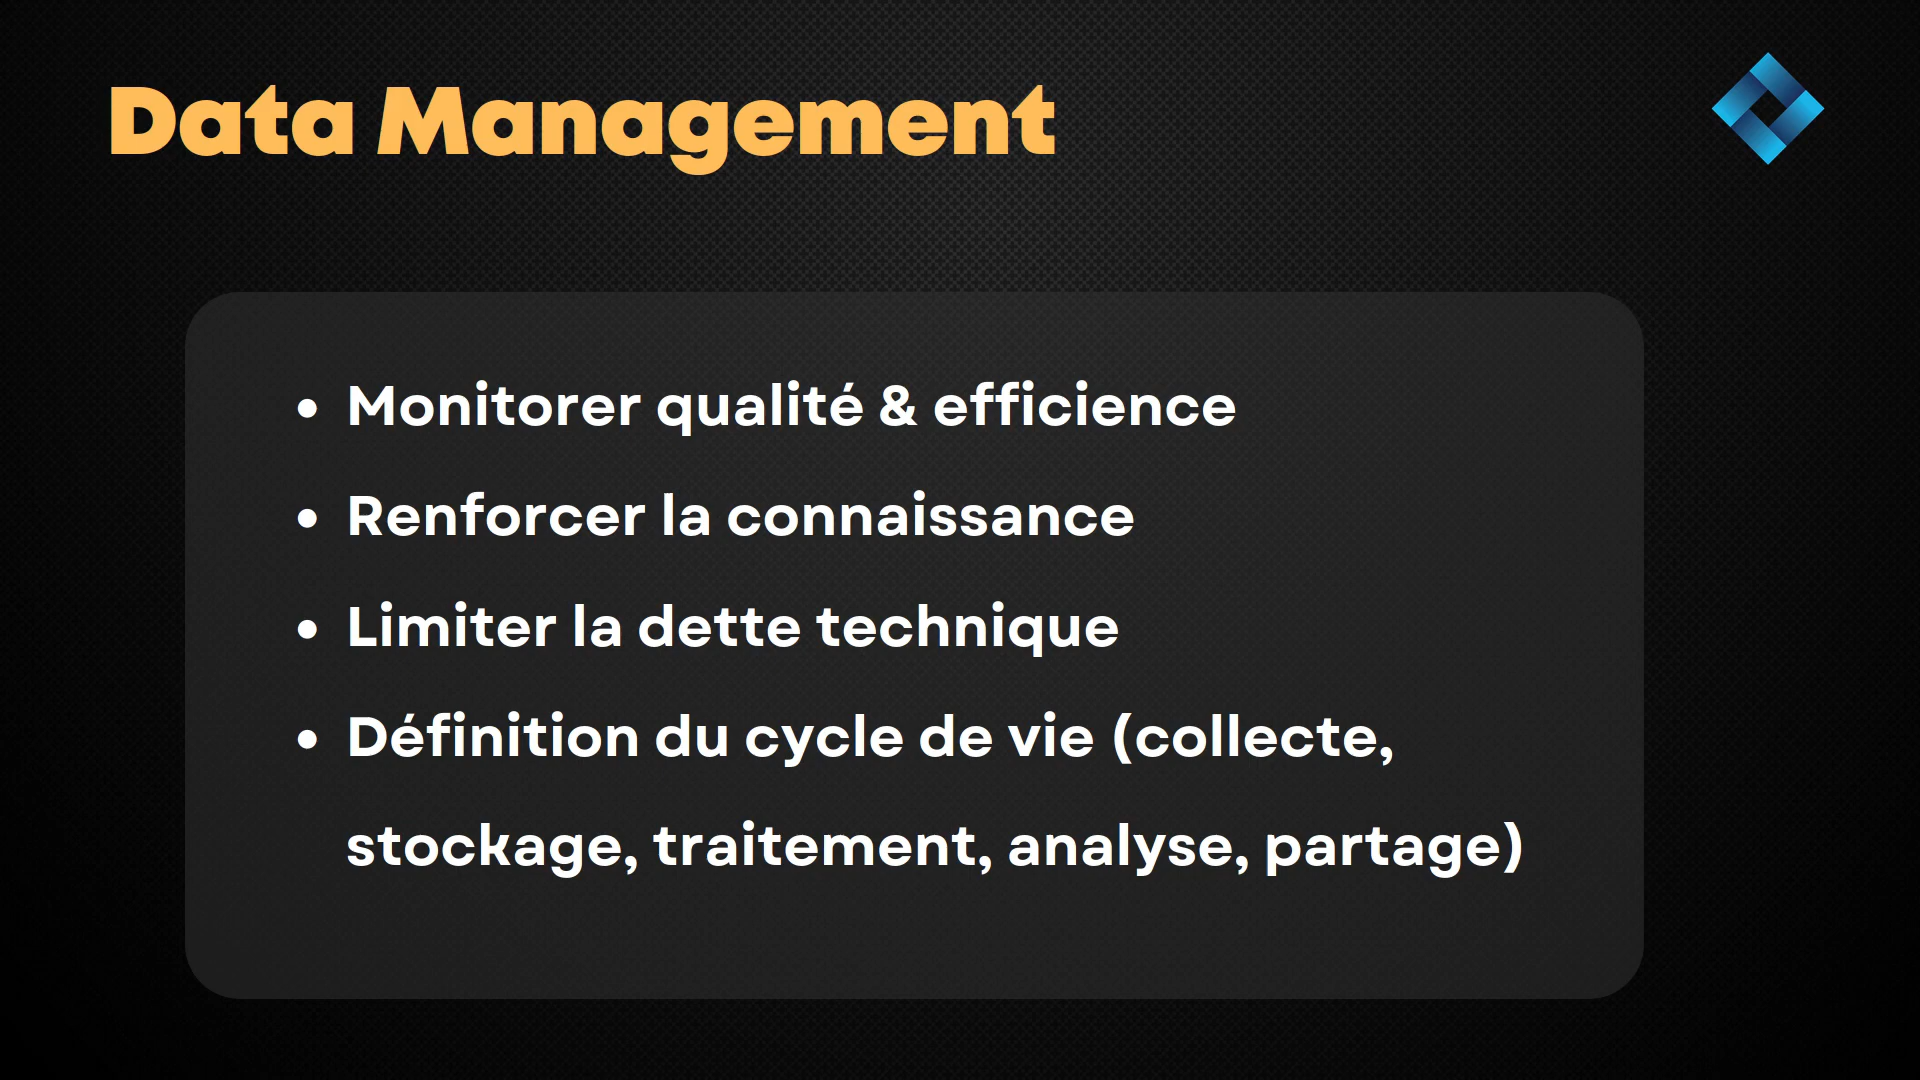 Data Management
• Monitorer qualité & efficience
• Renforcer la connaissance
• Limiter la dette technique
• Définition du cycle de vie (collecte,
stockage, traitement, analyse, partage)